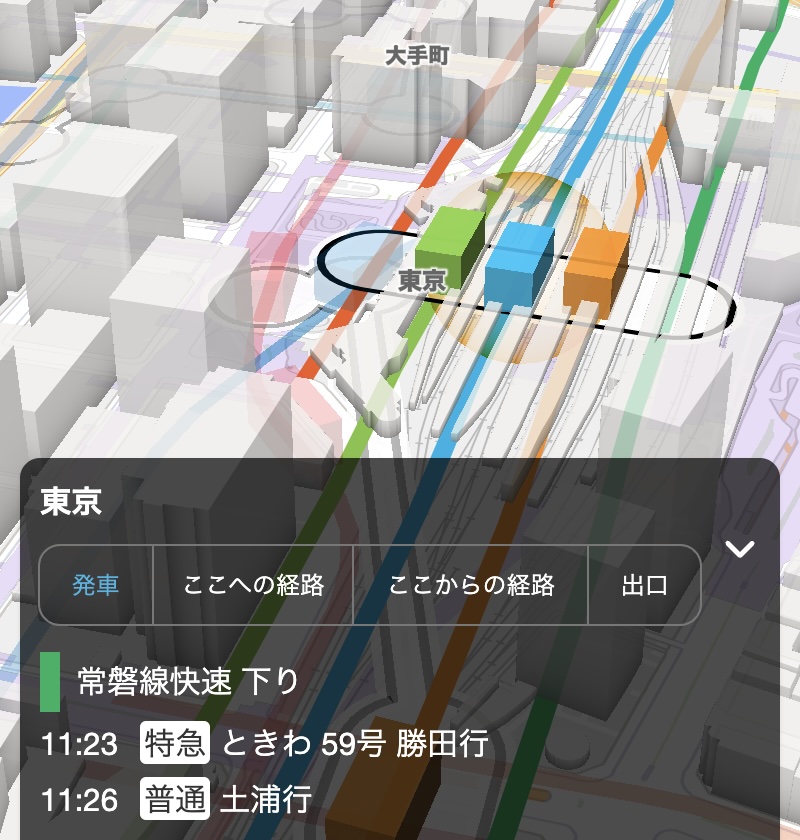 大手町
東京
東京
発車 ここへの経路 ここからの経路 出口
常磐線快速 下り
11:23 特急 ときわ 59号 勝田行
11:26 普通 土浦行